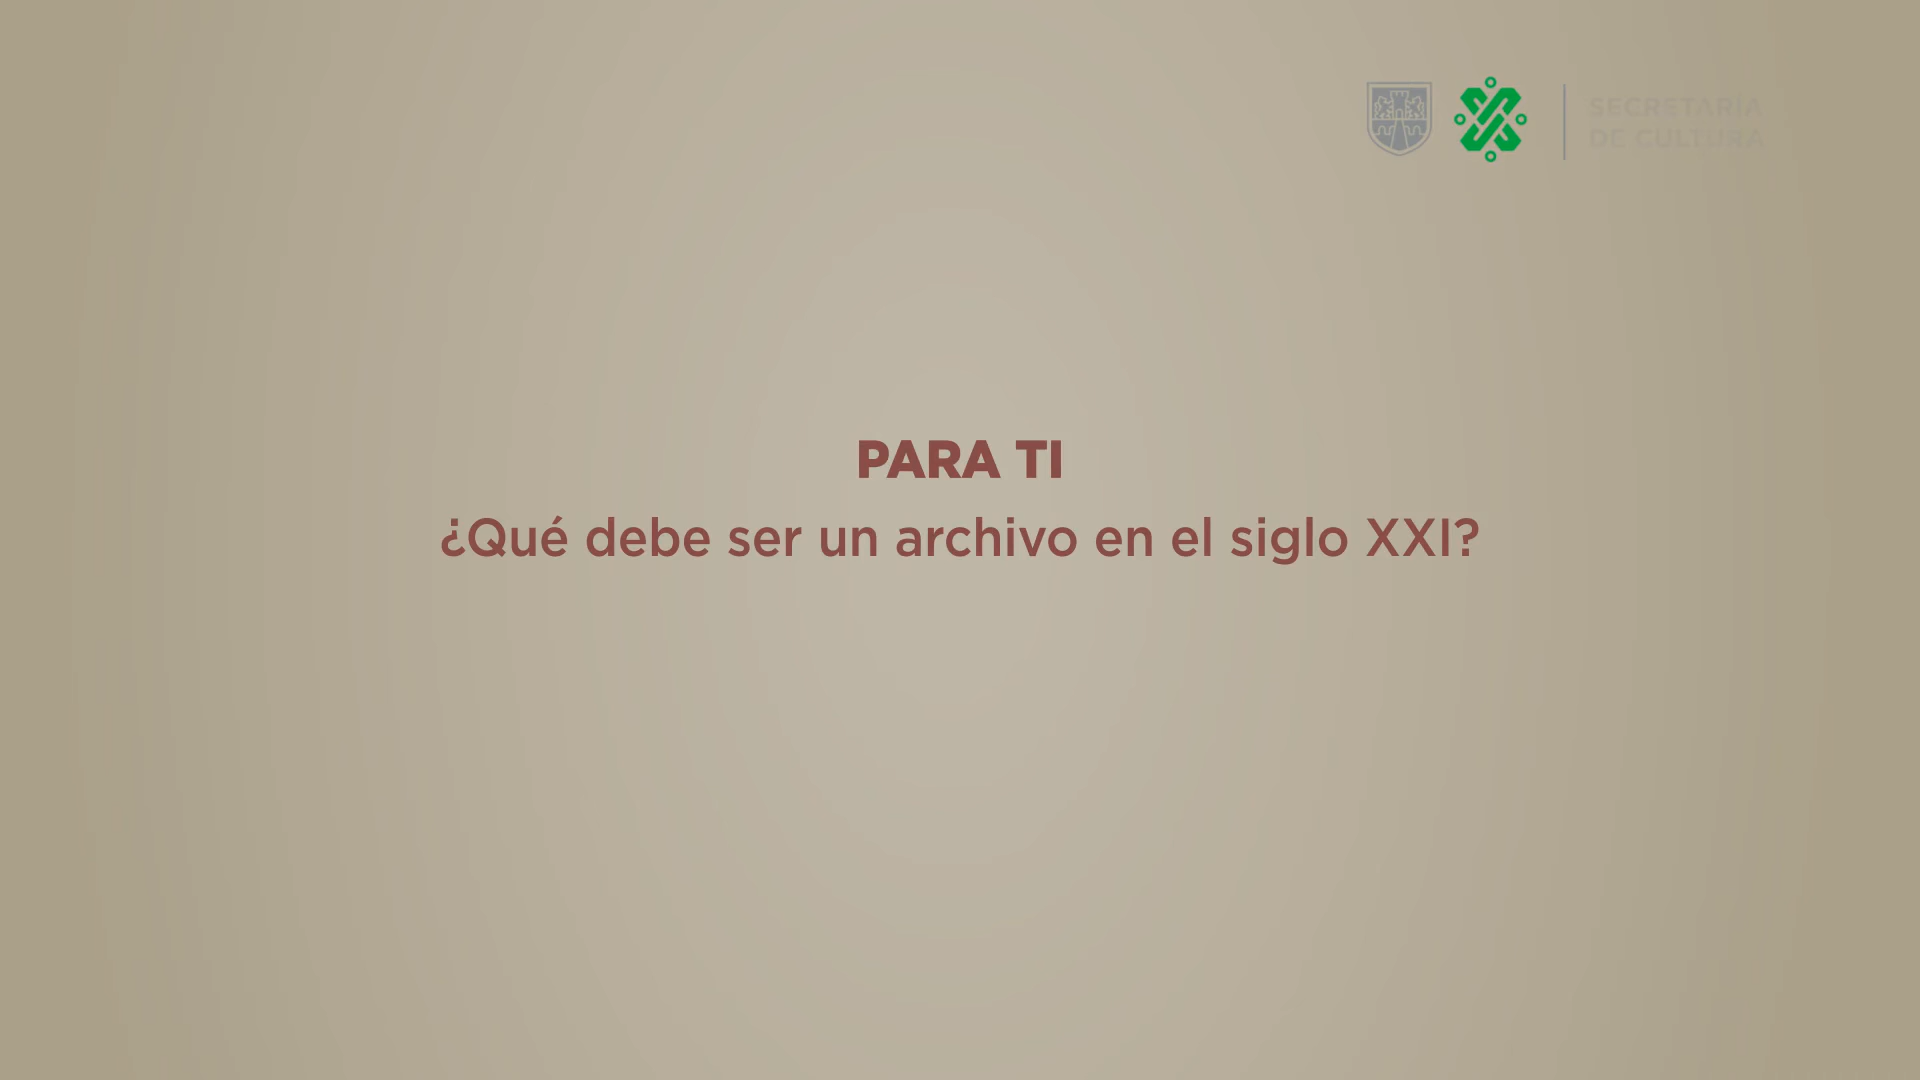 SECRETARÍA
DE CULTURA
PARA TI
¿Qué debe ser un archivo en el siglo XXI?